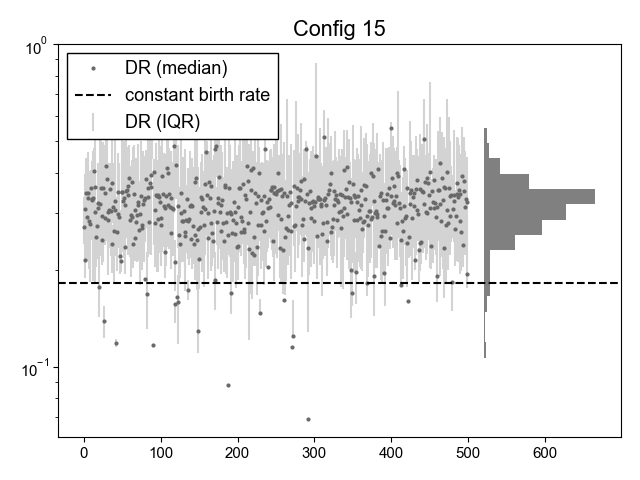 Config 15
10^0
DR (median)
constant birth rate
DR (IQR)
10^-1
0 100 200 300 400 500 600